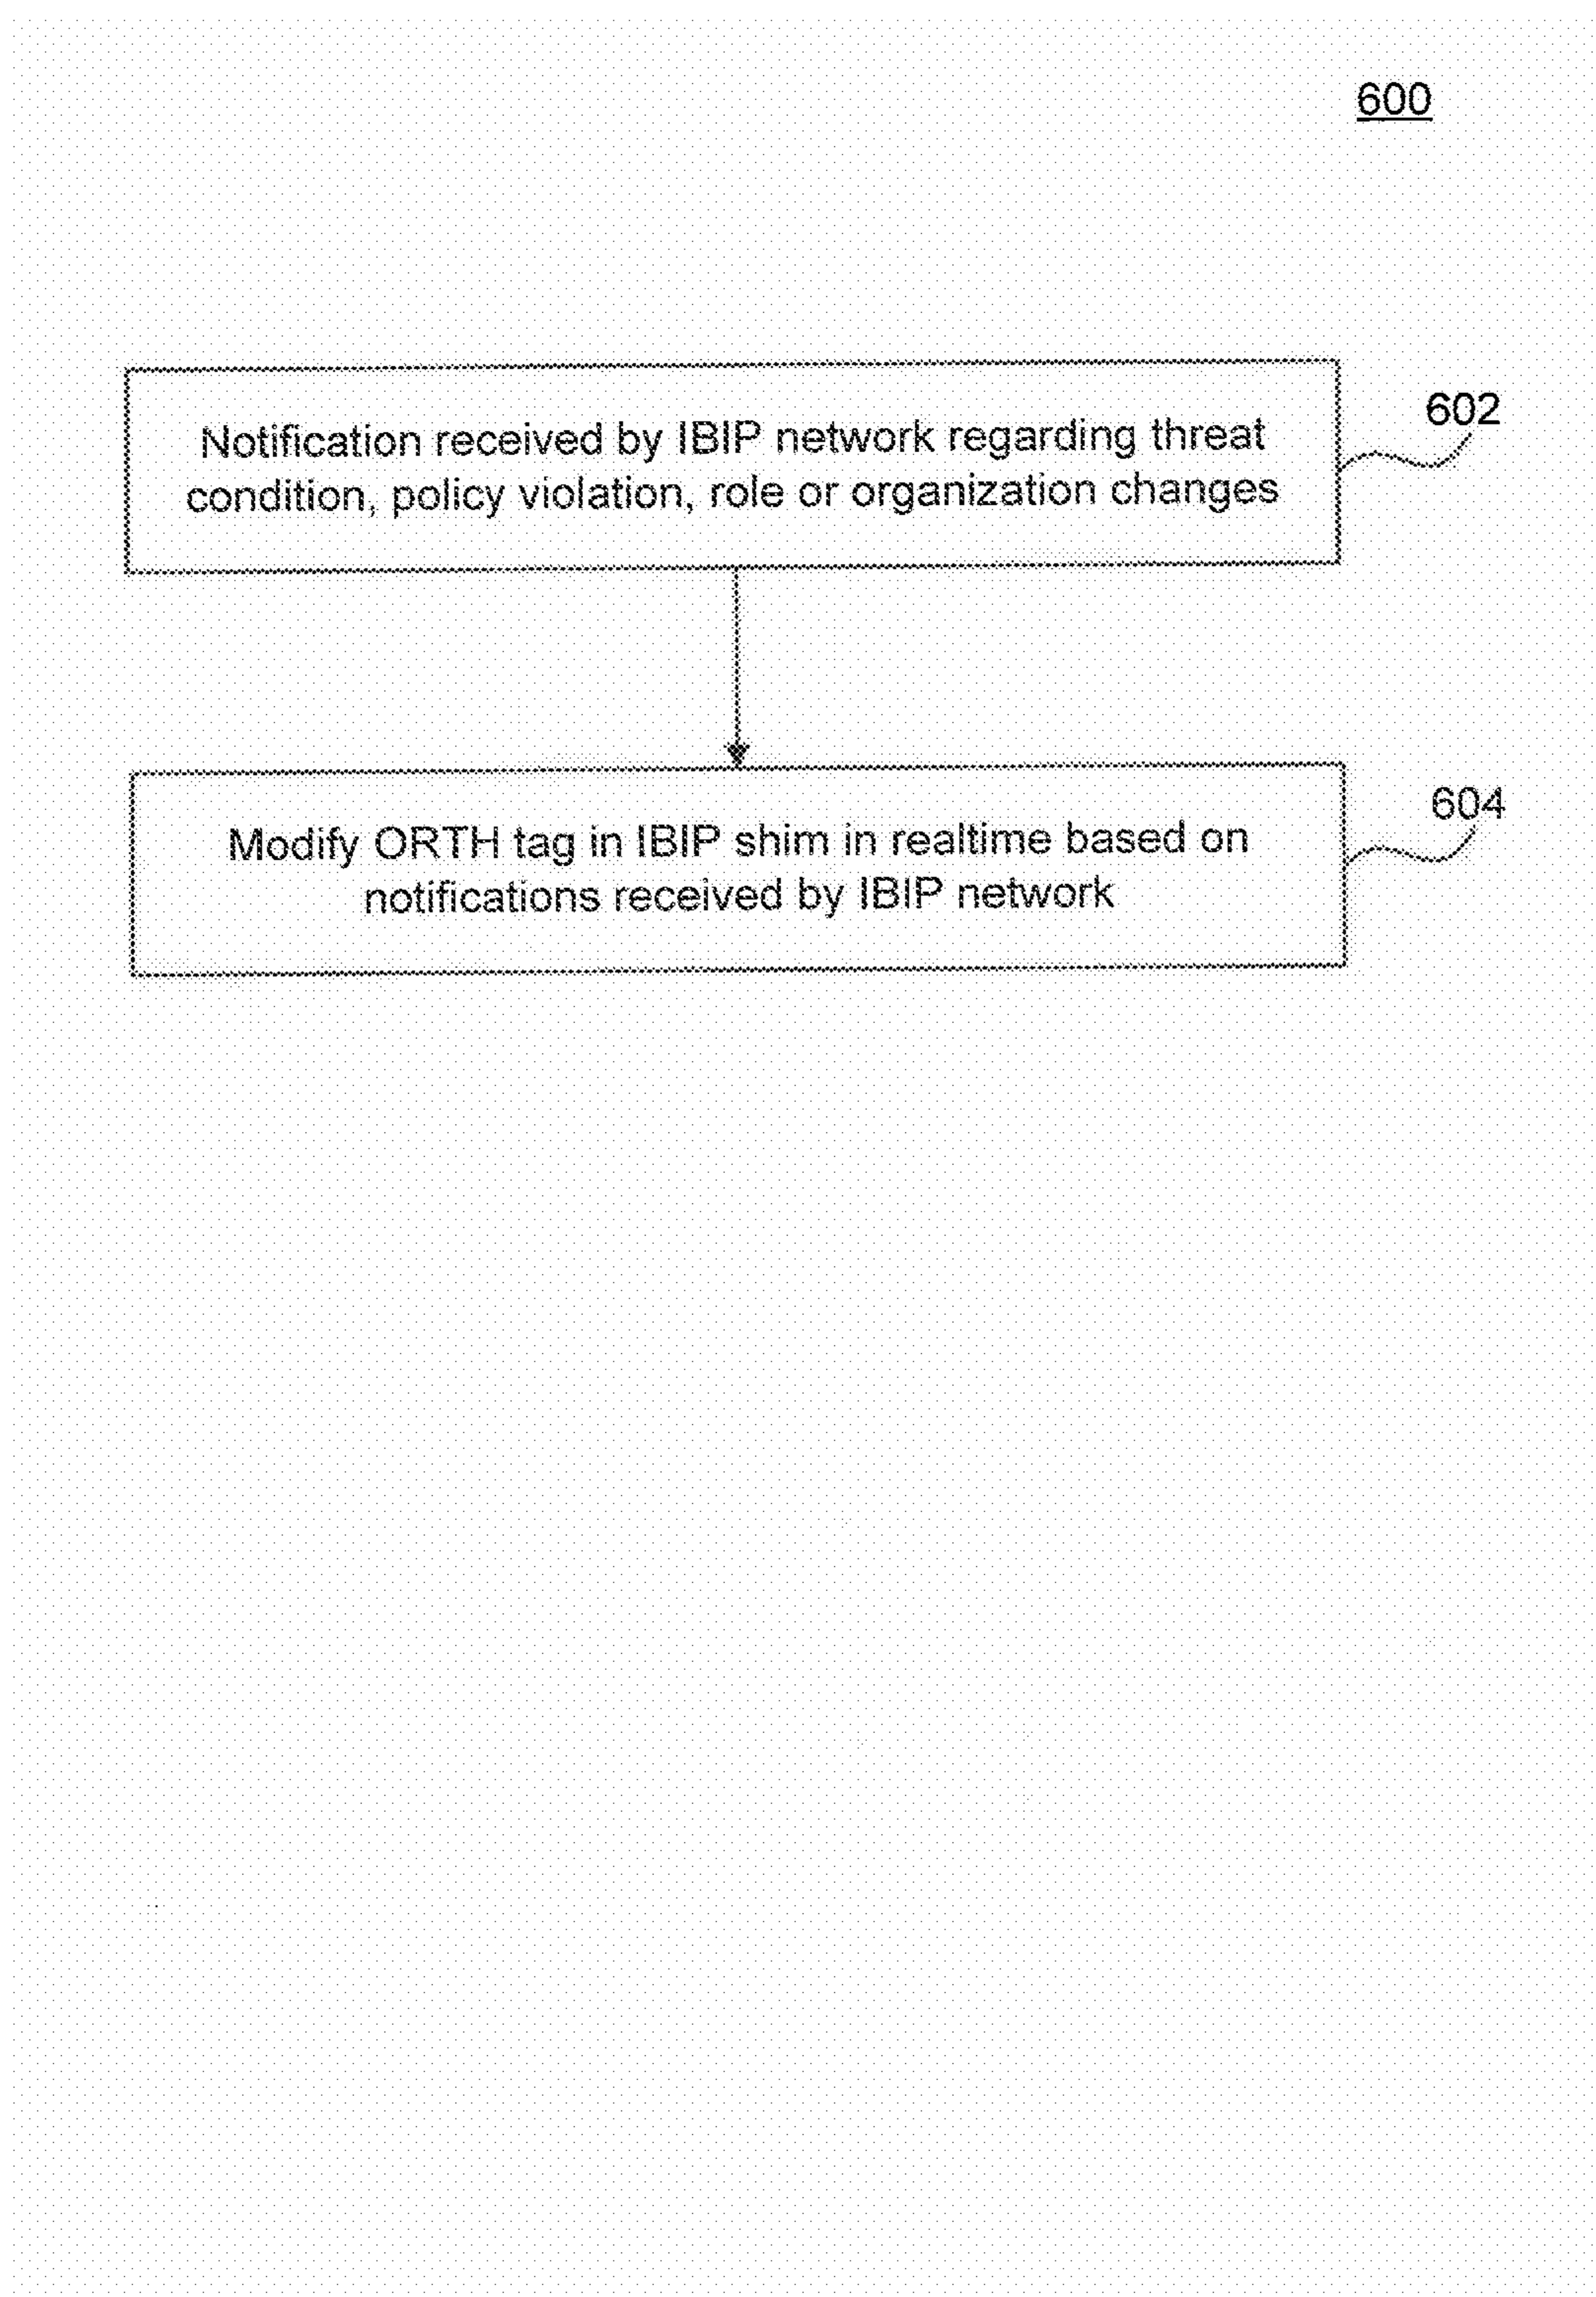 600
Notification received by IBIP network regarding threat
condition, policy violation, role or organization changes
602
Modify ORTH tag in IBIP shim in realtime based on
notifications received by IBIP network
604